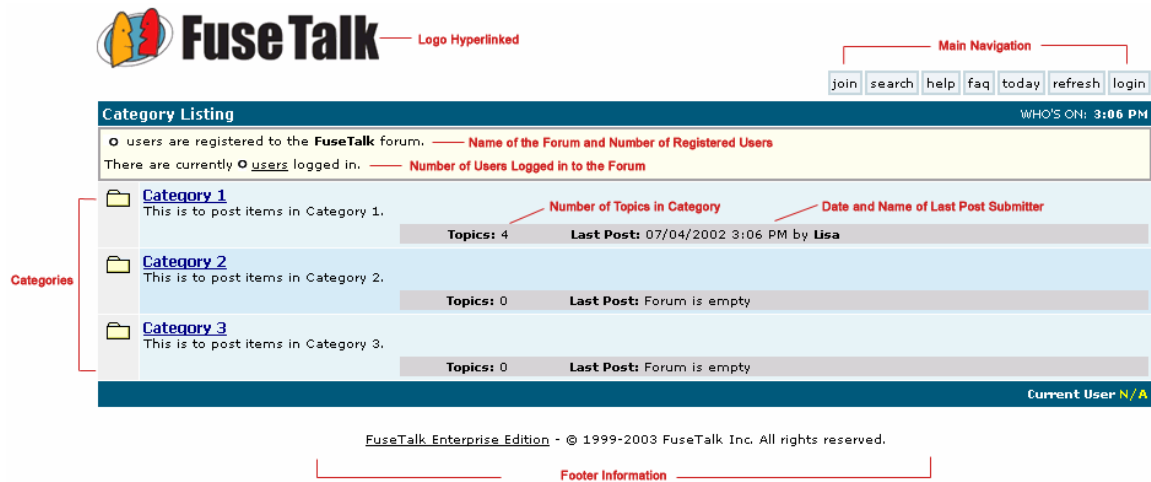 Fuse Talk
Logo Hyperlinked
Main Navigation
join search help faq today refresh login
Category Listing
WHO'S ON: 3:06 PM
0 users are registered to the FuseTalk forum.
Name of the Forum and Number of Registered Users
There are currently 0 users logged in.
Number of Users Logged in to the Forum
Categories
Category 1
This is to post items in Category 1.
Number of Topics in Category
Date and Name of Last Post Submitter
Topics: 4 Last Post: 07/04/2002 3:06 PM by Lisa
Category 2
This is to post items in Category 2.
Topics: 0 Last Post: Forum is empty
Category 3
This is to post items in Category 3.
Topics: 0 Last Post: Forum is empty
Current User N/A
FuseTalk Enterprise Edition - © 1999-2003 FuseTalk Inc. All rights reserved.
Footer Information